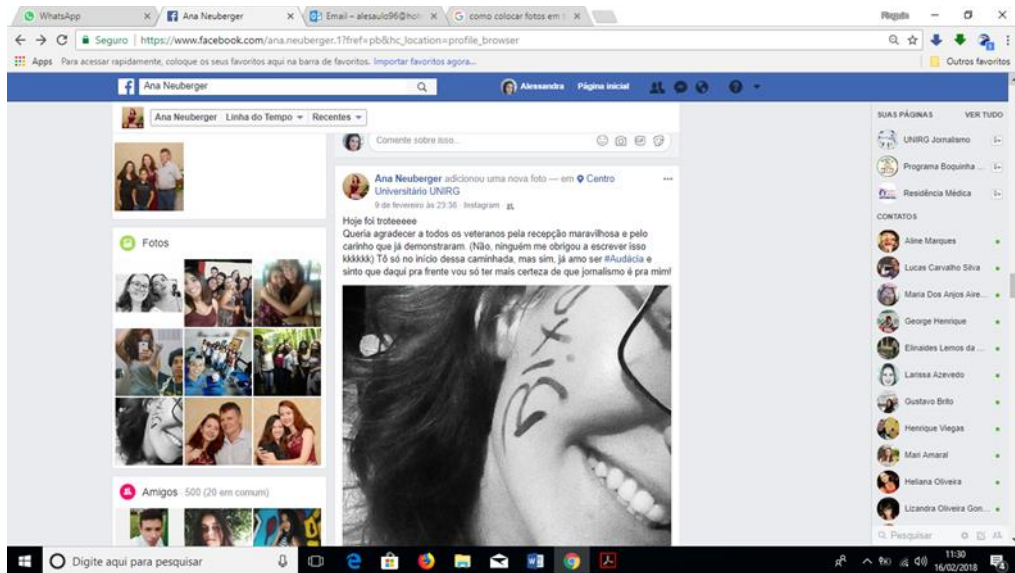 WhatsApp
Ana Neuberger
Email – alesaulo96@hot
como colocar fotos em
Seguro | https://www.facebook.com/ana.neuberger.1?fref=pb&hc_location=profile_browser
Apps Para acessar rapidamente, coloque os seus favoritos aqui na barra de favoritos. Importar favoritos agora... Outros favoritos
Ana Neuberger
Alessandra Página inicial
Ana Neuberger Linha do Tempo Recentes
Comente sobre isso...
Ana Neuberger adicionou uma nova foto — em Centro
Universitário UNIRG
9 de fevereiro às 23:36 · Instagram
Hoje foi troteeeee
Queria agradecer a todos os veteranos pela recepção maravilhosa e pelo
carinho que já demonstraram. (Não, ninguém me obrigou a escrever isso
kkkkkk) Tô só no início dessa caminhada, mas sim, já amo ser #Audácia e
sinto que daqui pra frente vou só ter mais certeza de que jornalismo é pra mim!
Bixo
Fotos
Amigos · 500 (20 em comum)
SUAS PÁGINAS VER TUDO
UNIRG Jornalismo
Programa Boquinha ...
Residência Médica
CONTATOS
Aline Marques
Lucas Carvalho Silva
Maria Dos Anjos Aire...
George Henrique
Elinaides Lemos da ...
Larissa Azevedo
Gustavo Brito
Henrique Viegas
Mari Amaral
Heliana Oliveira
Lizandra Oliveira Gon...
Pesquisar
Digite aqui para pesquisar
11:30
16/02/2018